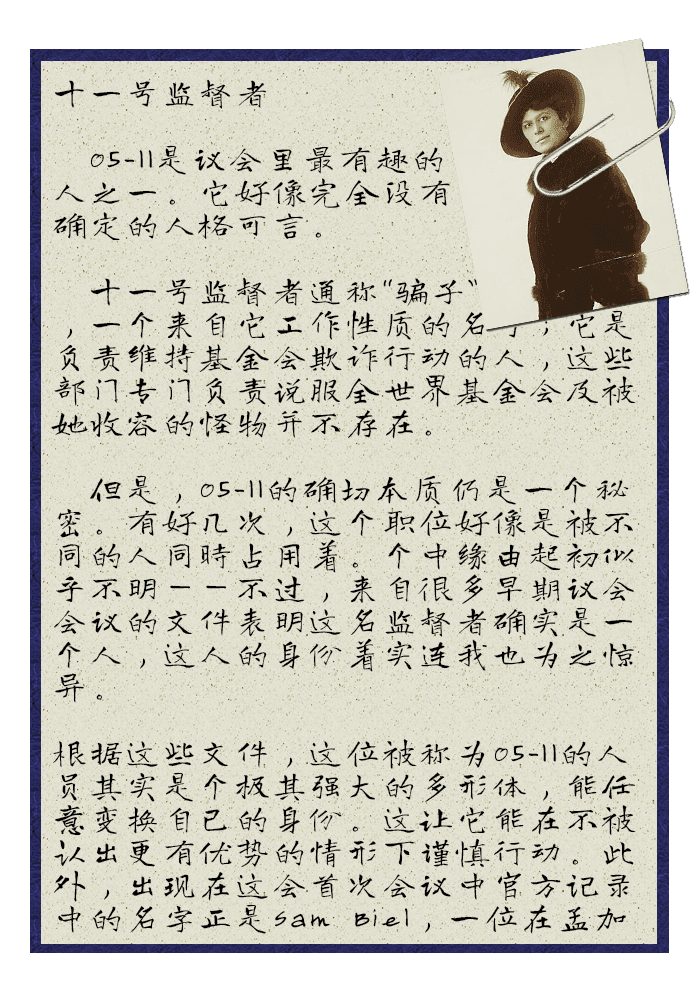 十一号监督者
05-11是议会里最有趣的
人之一。它好像完全没有
确定的人格可言。
十一号监督者通称“骗子”
，一个来自它工作性质的名字；它是
负责维持基金会欺诈行动的人，这些
部门专门负责说服全世界基金会及被
她收容的怪物并不存在。
但是，05-11的确切本质仍是一个秘
密。有好几次，这个职位好像是被不
同的人同時占用着。个中缘由起初似
乎不明——不过，来自很多早期议会
会议的文件表明这名监督者确实是一
个人，这人的身份着实连我也为之惊
异。
根据这些文件，这位被称为05-11的人
员其实是个极其强大的多形体，能任
意变换自己的身份。这让它能在不被
认出更有优势的情形下谨慎行动。此
外，出现在这会首次会议中官方记录
中的名字正是Sam Biel，一位在孟加